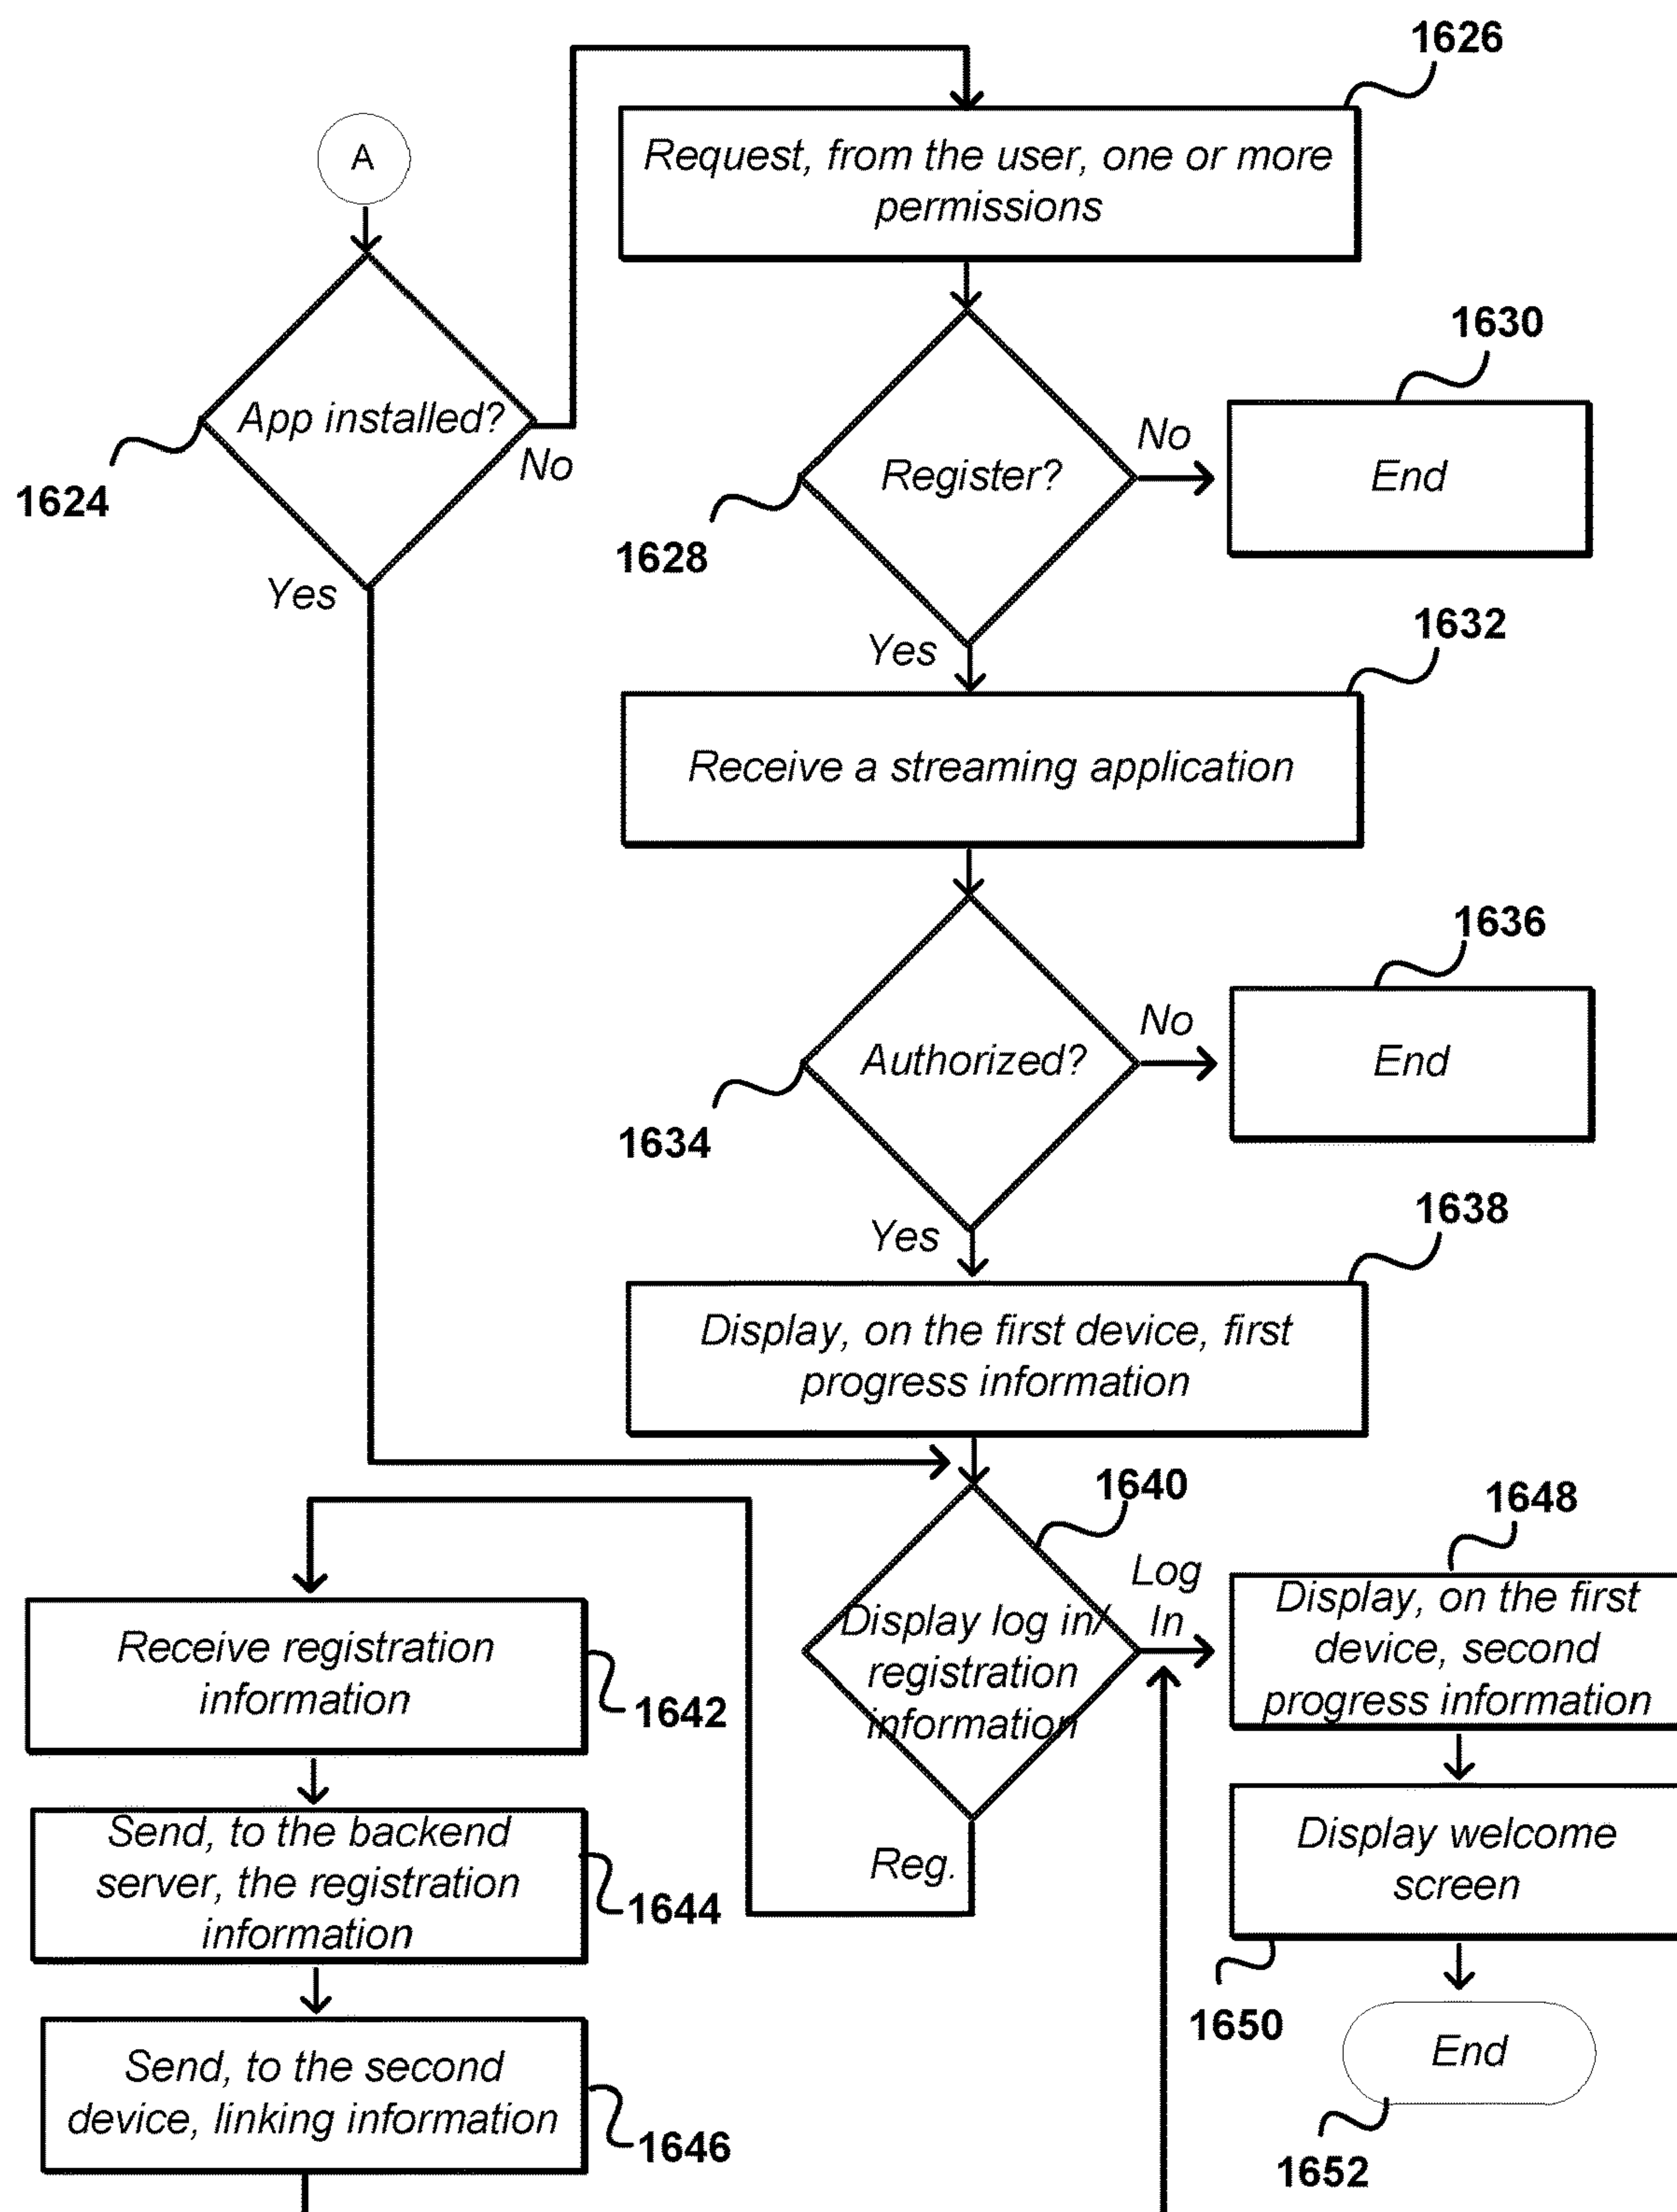 1626
A
Request, from the user, one or more
permissions
1630
App installed?
No
Register?
No
End
1624
1628
Yes
1632
Yes
Receive a streaming application
1636
No
Authorized?
End
1634
1638
Yes
Display, on the first device, first
progress information
1640
1648
Log
In
Display, on the first
device, second
progress information
Display log in/
registration
information
Receive registration
information
1642
Send, to the backend
server, the registration
information
1644
Reg.
Display welcome
screen
1650
End
Send, to the second
device, linking information
1646
1652